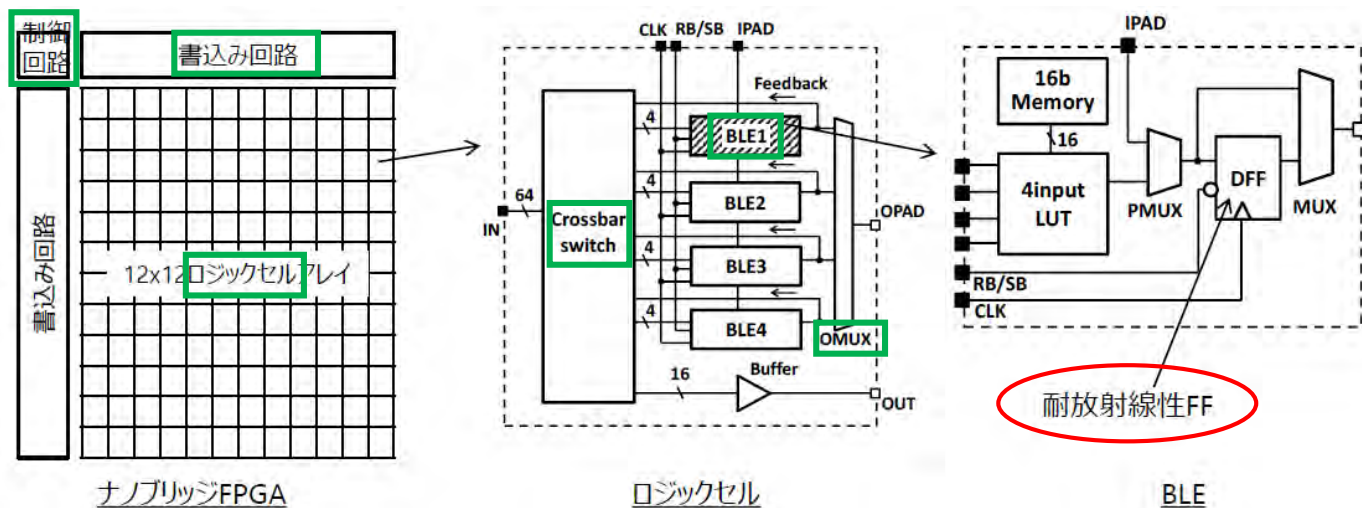 制御
回路
書込み回路
書込み回路
12x12ロジックセルアレイ
ナノブリッジFPGA
CLK RB/SB IPAD
Feedback
4
BLE1
4
BLE2
64
IN
Crossbar
switch
OPAD
4
BLE3
4
BLE4
OMUX
16
Buffer
OUT
ロジックセル
IPAD
16b
Memory
16
4input
LUT
PMUX
DFF
MUX
RB/SB
CLK
耐放射線性FF
BLE